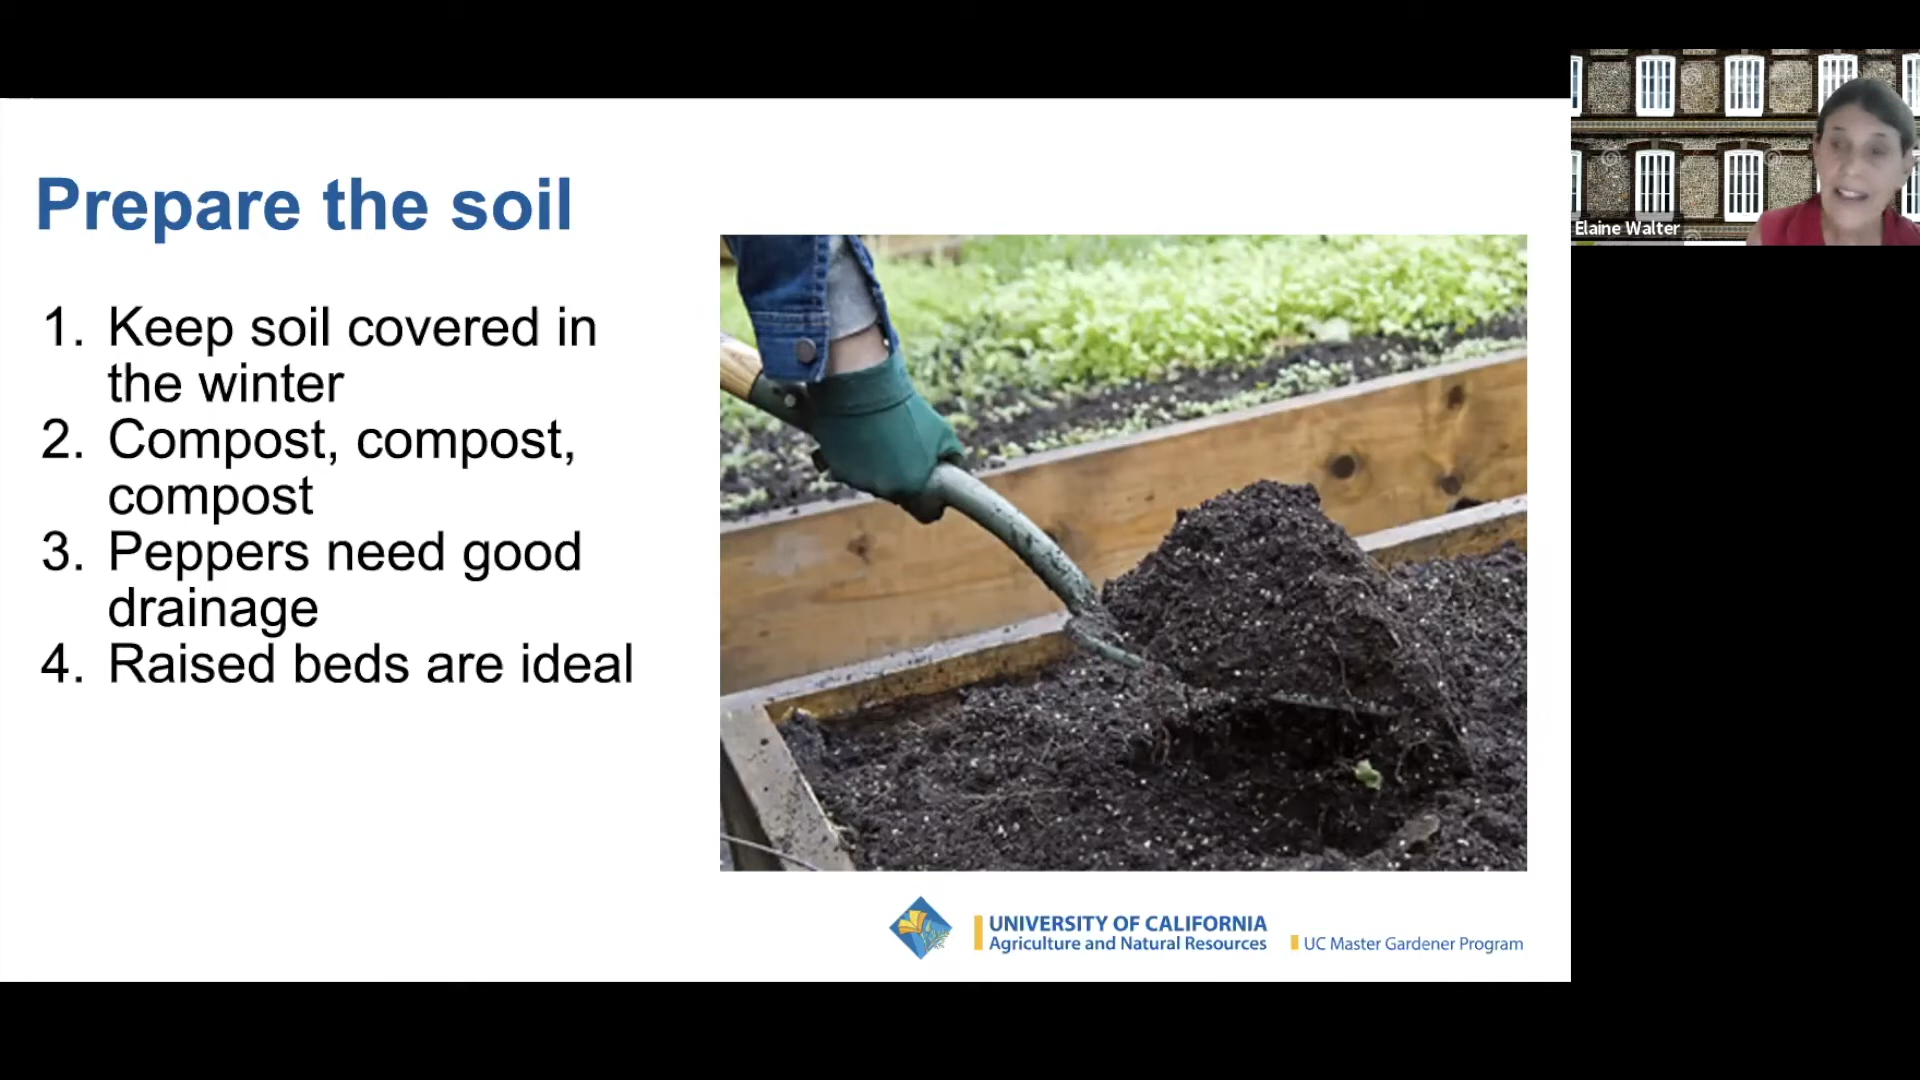 Prepare the soil
1. Keep soil covered in
the winter
2. Compost, compost,
compost
3. Peppers need good
drainage
4. Raised beds are ideal
Elaine Walter
UNIVERSITY OF CALIFORNIA
Agriculture and Natural Resources
UC Master Gardener Program